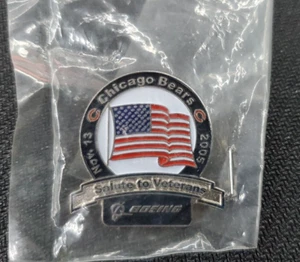 Nov 13 Chicago Bears 2005
Salute to Veterans
BOEING